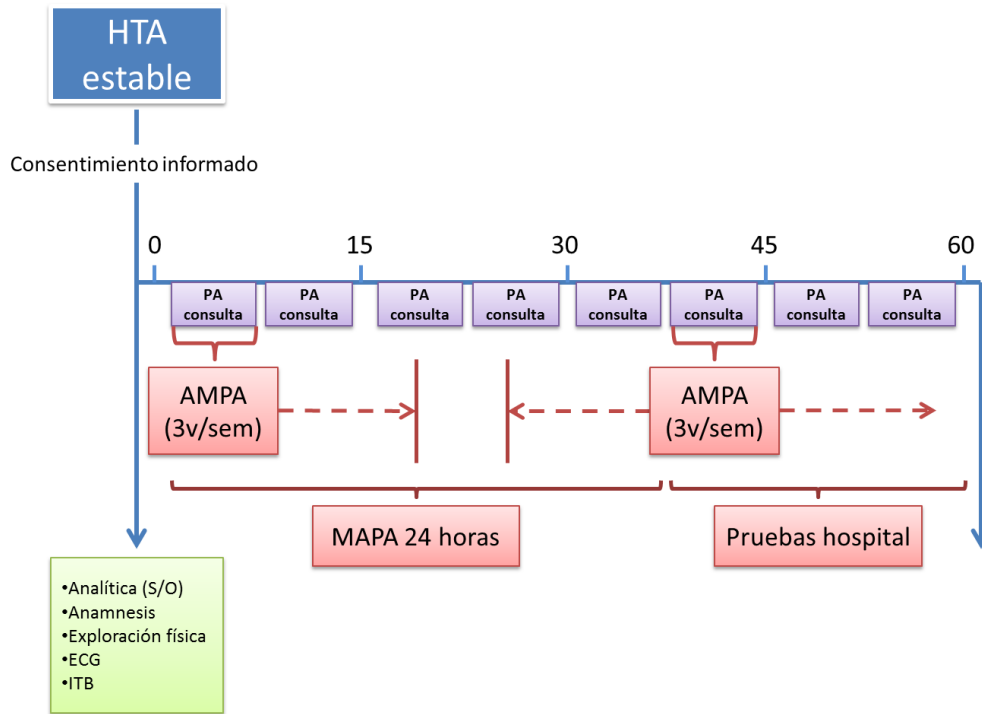 HTA
estable
Consentimiento informado
0 15 30 45 60
PA
consulta
PA
consulta
PA
consulta
PA
consulta
PA
consulta
PA
consulta
PA
consulta
PA
consulta
AMPA
(3v/sem)
AMPA
(3v/sem)
MAPA 24 horas
Pruebas hospital
•Analítica (S/O)
•Anamnesis
•Exploración física
•ECG
•ITB